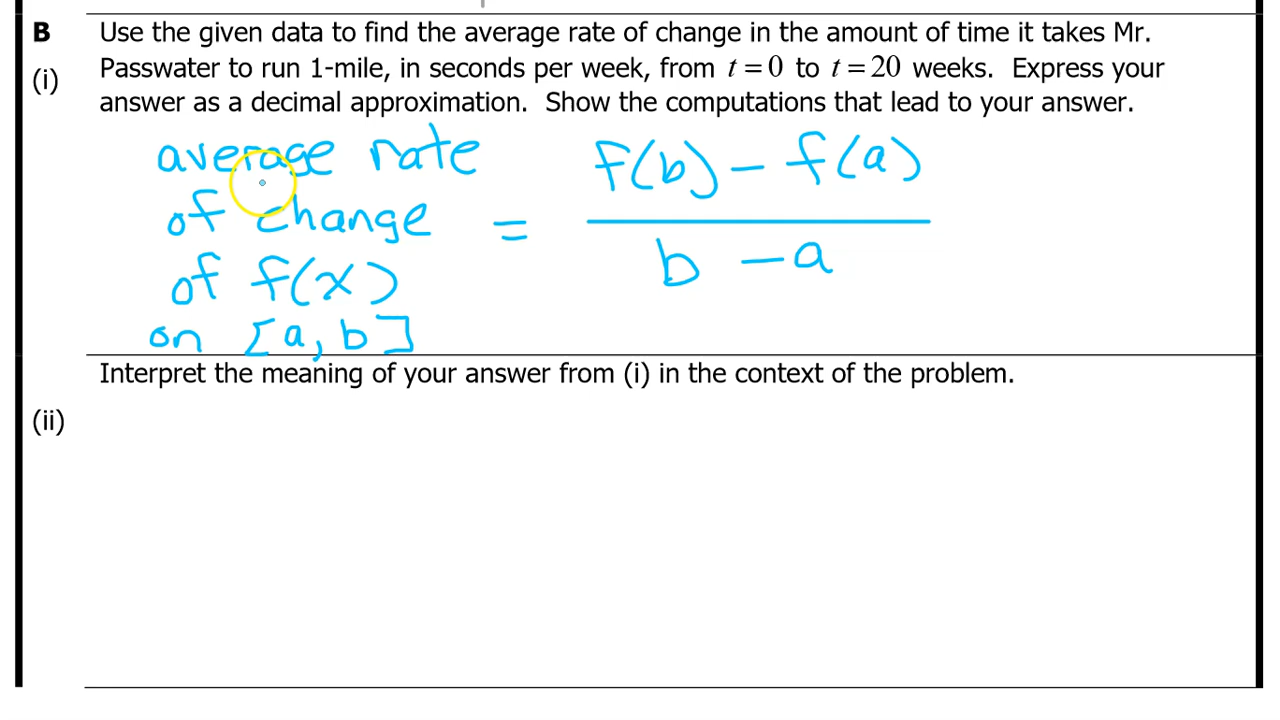 B Use the given data to find the average rate of change in the amount of time it takes Mr.
(i) Passwater to run 1-mile, in seconds per week, from t = 0 to t = 20 weeks. Express your
answer as a decimal approximation. Show the computations that lead to your answer.
average rate
of change
of f(x)
on [a, b]
=
f(b) − f(a)
b − a
Interpret the meaning of your answer from (i) in the context of the problem.
(ii)